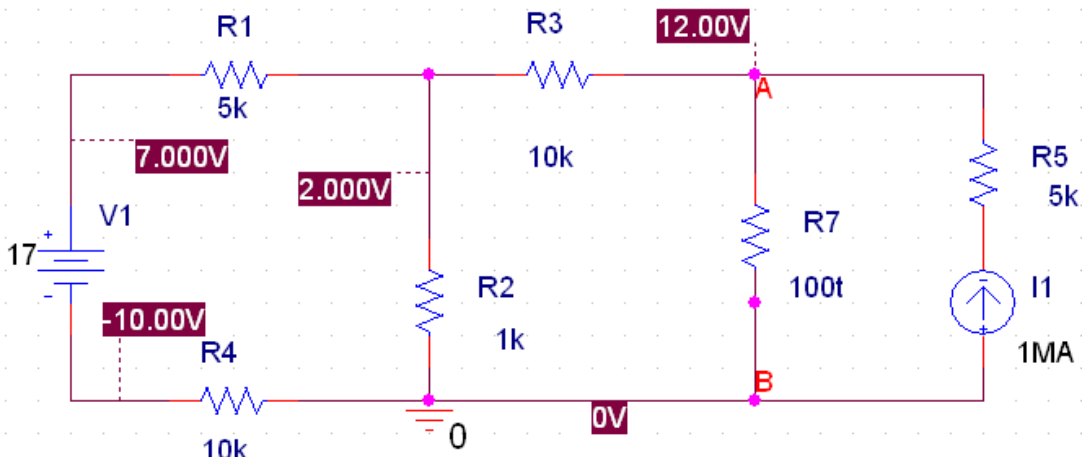 R1
R3
12.00V
A
5k
10k
7.000V
2.000V
R5
5k
V1
+
17
-
R7
100t
R2
1k
-
I1
+
1MA
-10.00V
R4
10k
B
0V
0